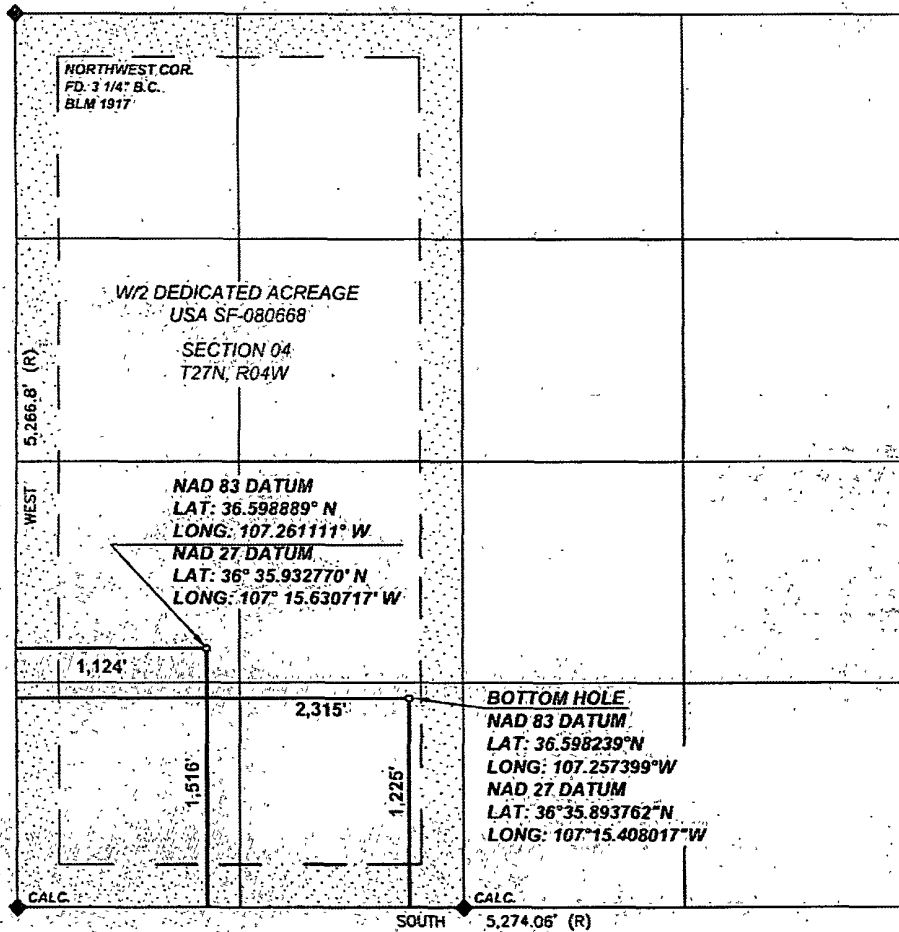 NORTHWEST COR.
FD. 3 1/4" B.C.
BLM 1917
W/2 DEDICATED ACREAGE
USA SF-080668
SECTION 04
T27N, R04W
5,266.8' (R)
WEST
NAD 83 DATUM
LAT: 36.598889° N
LONG: 107.261111° W
NAD 27 DATUM
LAT: 36° 35.932770' N
LONG: 107° 15.630717' W
1,124'
2,315'
1,516'
1,225'
BOTTOM HOLE
NAD 83 DATUM
LAT: 36.598239°N
LONG: 107.257399°W
NAD 27 DATUM
LAT: 36°35.893762"N
LONG: 107°15.408017"W
CALC.
CALC.
SOUTH 5,274.06' (R)